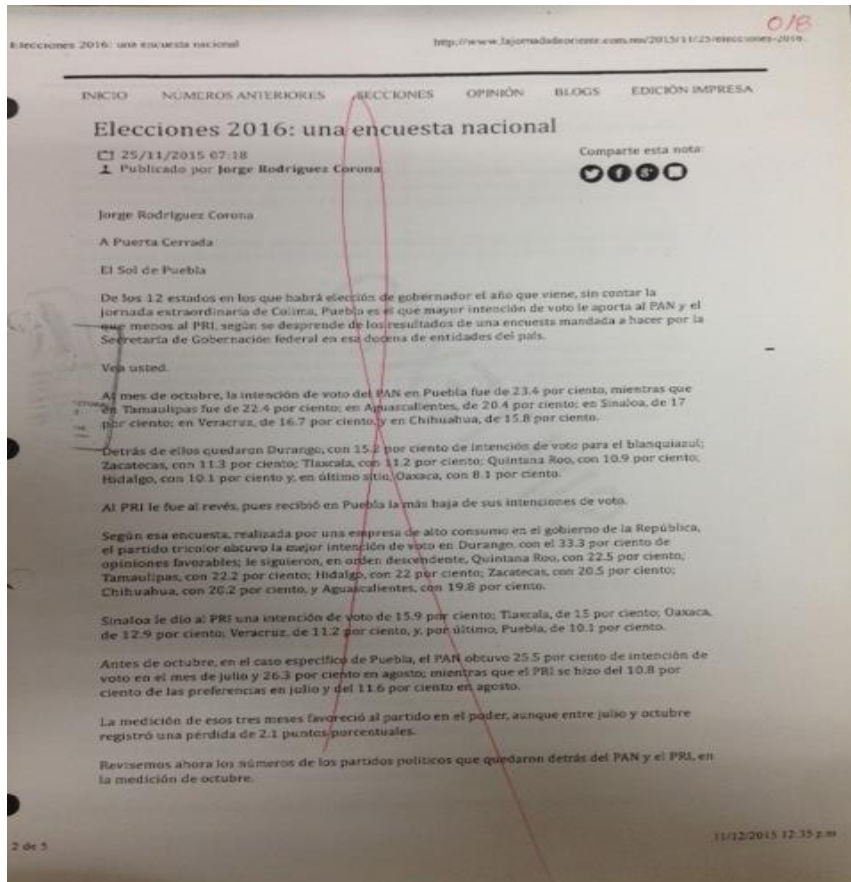 018
Elecciones 2016: una encuesta nacional
http://www.lajornadadeoriente.com.mx/2015/11/25/elecciones-2016...
INICIO NÚMEROS ANTERIORES SECCIONES OPINIÓN BLOGS EDICIÓN IMPRESA
Elecciones 2016: una encuesta nacional
25/11/2015 07:18
Publicado por Jorge Rodríguez Corona
Comparte esta nota:
Jorge Rodríguez Corona
A Puerta Cerrada
El Sol de Puebla
De los 12 estados en los que habrá elección de gobernador el año que viene, sin contar la
jornada extraordinaria de Colima, Puebla es el que mayor intención de voto le aporta al PAN y el
que menos al PRI, según se desprende de los resultados de una encuesta mandada a hacer por la
Secretaría de Gobernación federal en esa docena de entidades del país.
Vea usted.
Al mes de octubre, la intención de voto del PAN en Puebla fue de 23.4 por ciento, mientras que
en Tamaulipas fue de 22.4 por ciento; en Aguascalientes, de 20.4 por ciento; en Sinaloa, de 17
por ciento; en Veracruz, de 16.7 por ciento, y en Chihuahua, de 15.8 por ciento.
Detrás de ellos quedaron Durango, con 15.2 por ciento de intención de voto para el blanquiazul;
Zacatecas, con 11.3 por ciento; Tlaxcala, con 11.2 por ciento; Quintana Roo, con 10.9 por ciento;
Hidalgo, con 10.1 por ciento y, en último sitio, Oaxaca, con 8.1 por ciento.
Al PRI le fue al revés, pues recibió en Puebla la más baja de sus intenciones de voto.
Según esa encuesta, realizada por una empresa de alto consumo en el gobierno de la República,
el partido tricolor obtuvo la mejor intención de voto en Durango, con el 33.3 por ciento de
opiniones favorables; le siguieron, en orden descendente, Quintana Roo, con 22.5 por ciento;
Tamaulipas, con 22.2 por ciento; Hidalgo, con 22 por ciento; Zacatecas, con 20.5 por ciento;
Chihuahua, con 20.2 por ciento, y Aguascalientes, con 19.8 por ciento.
Sinaloa le dio al PRI una intención de voto de 15.9 por ciento; Tlaxcala, de 15 por ciento; Oaxaca,
de 12.9 por ciento; Veracruz, de 11.2 por ciento, y, por último, Puebla, de 10.1 por ciento.
Antes de octubre, en el caso específico de Puebla, el PAN obtuvo 25.5 por ciento de intención de
voto en el mes de julio y 26.3 por ciento en agosto; mientras que el PRI se hizo del 10.8 por
ciento de las preferencias en julio y del 11.6 por ciento en agosto.
La medición de esos tres meses favoreció al partido en el poder, aunque entre julio y octubre
registró una pérdida de 2.1 puntos porcentuales.
Revisemos ahora los números de los partidos políticos que quedaron detrás del PAN y el PRI, en
la medición de octubre.
2 de 5
11/12/2015 12:35 p.m